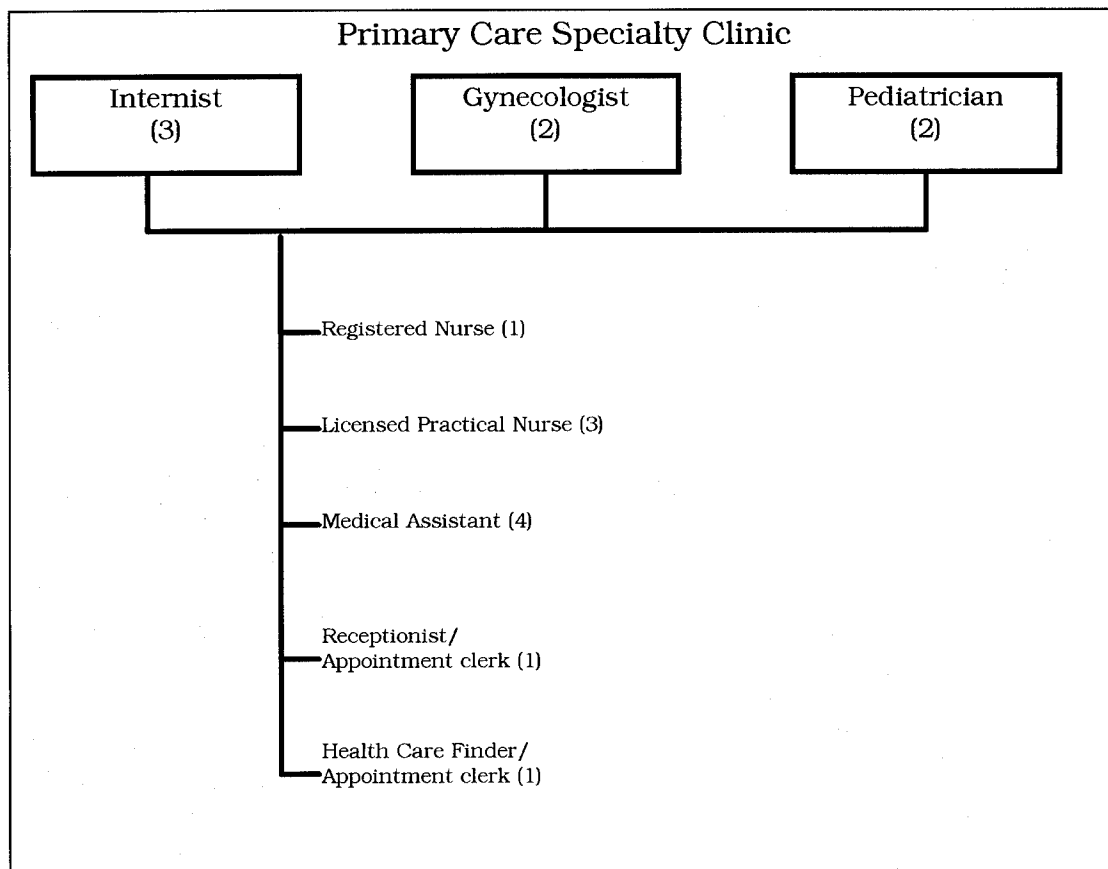 Primary Care Specialty Clinic
Internist
(3)
Gynecologist
(2)
Pediatrician
(2)
Registered Nurse (1)
Licensed Practical Nurse (3)
Medical Assistant (4)
Receptionist/
Appointment clerk (1)
Health Care Finder/
Appointment clerk (1)